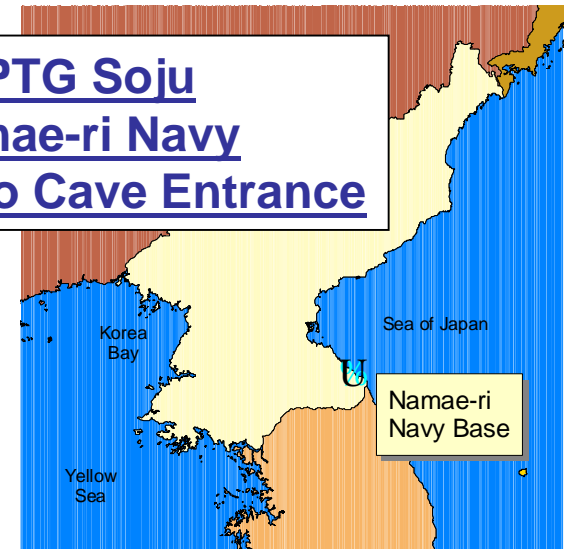 PTG Soju
mae-ri Navy
o Cave Entrance
Korea
Bay
Sea of Japan
U
Namae-ri
Navy Base
Yellow
Sea